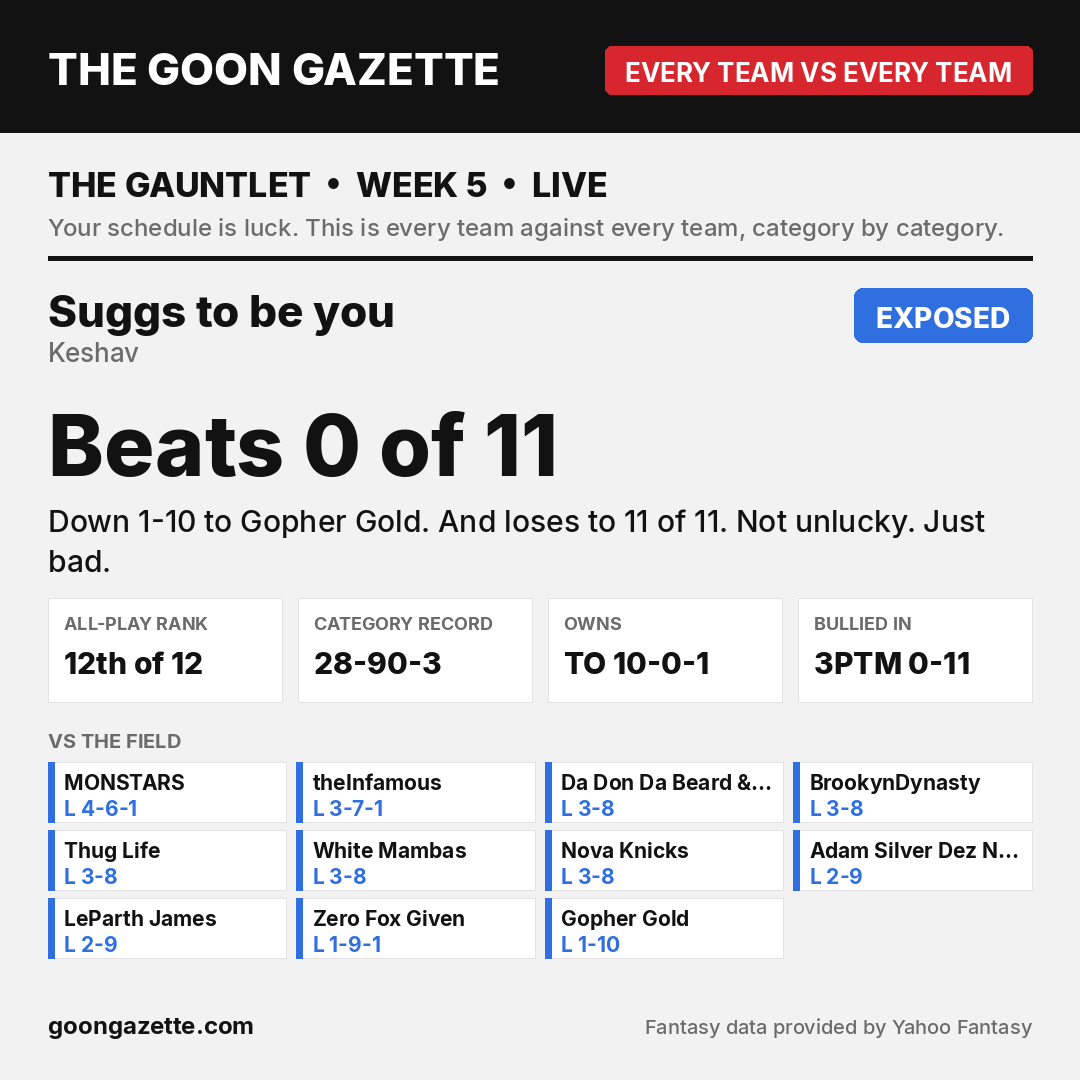 THE GOON GAZETTE
EVERY TEAM VS EVERY TEAM
THE GAUNTLET • WEEK 5 • LIVE
Your schedule is luck. This is every team against every team, category by category.
Suggs to be you
EXPOSED
Keshav
Beats 0 of 11
Down 1-10 to Gopher Gold. And loses to 11 of 11. Not unlucky. Just
bad.
ALL-PLAY RANK
12th of 12
CATEGORY RECORD
28-90-3
OWNS
TO 10-0-1
BULLIED IN
3PTM 0-11
VS THE FIELD
MONSTARS
L 4-6-1
theInfamous
L 3-7-1
Da Don Da Beard &...
L 3-8
BrookynDynasty
L 3-8
Thug Life
L 3-8
White Mambas
L 3-8
Nova Knicks
L 3-8
Adam Silver Dez N...
L 2-9
LeParth James
L 2-9
Zero Fox Given
L 1-9-1
Gopher Gold
L 1-10
goongazette.com
Fantasy data provided by Yahoo Fantasy